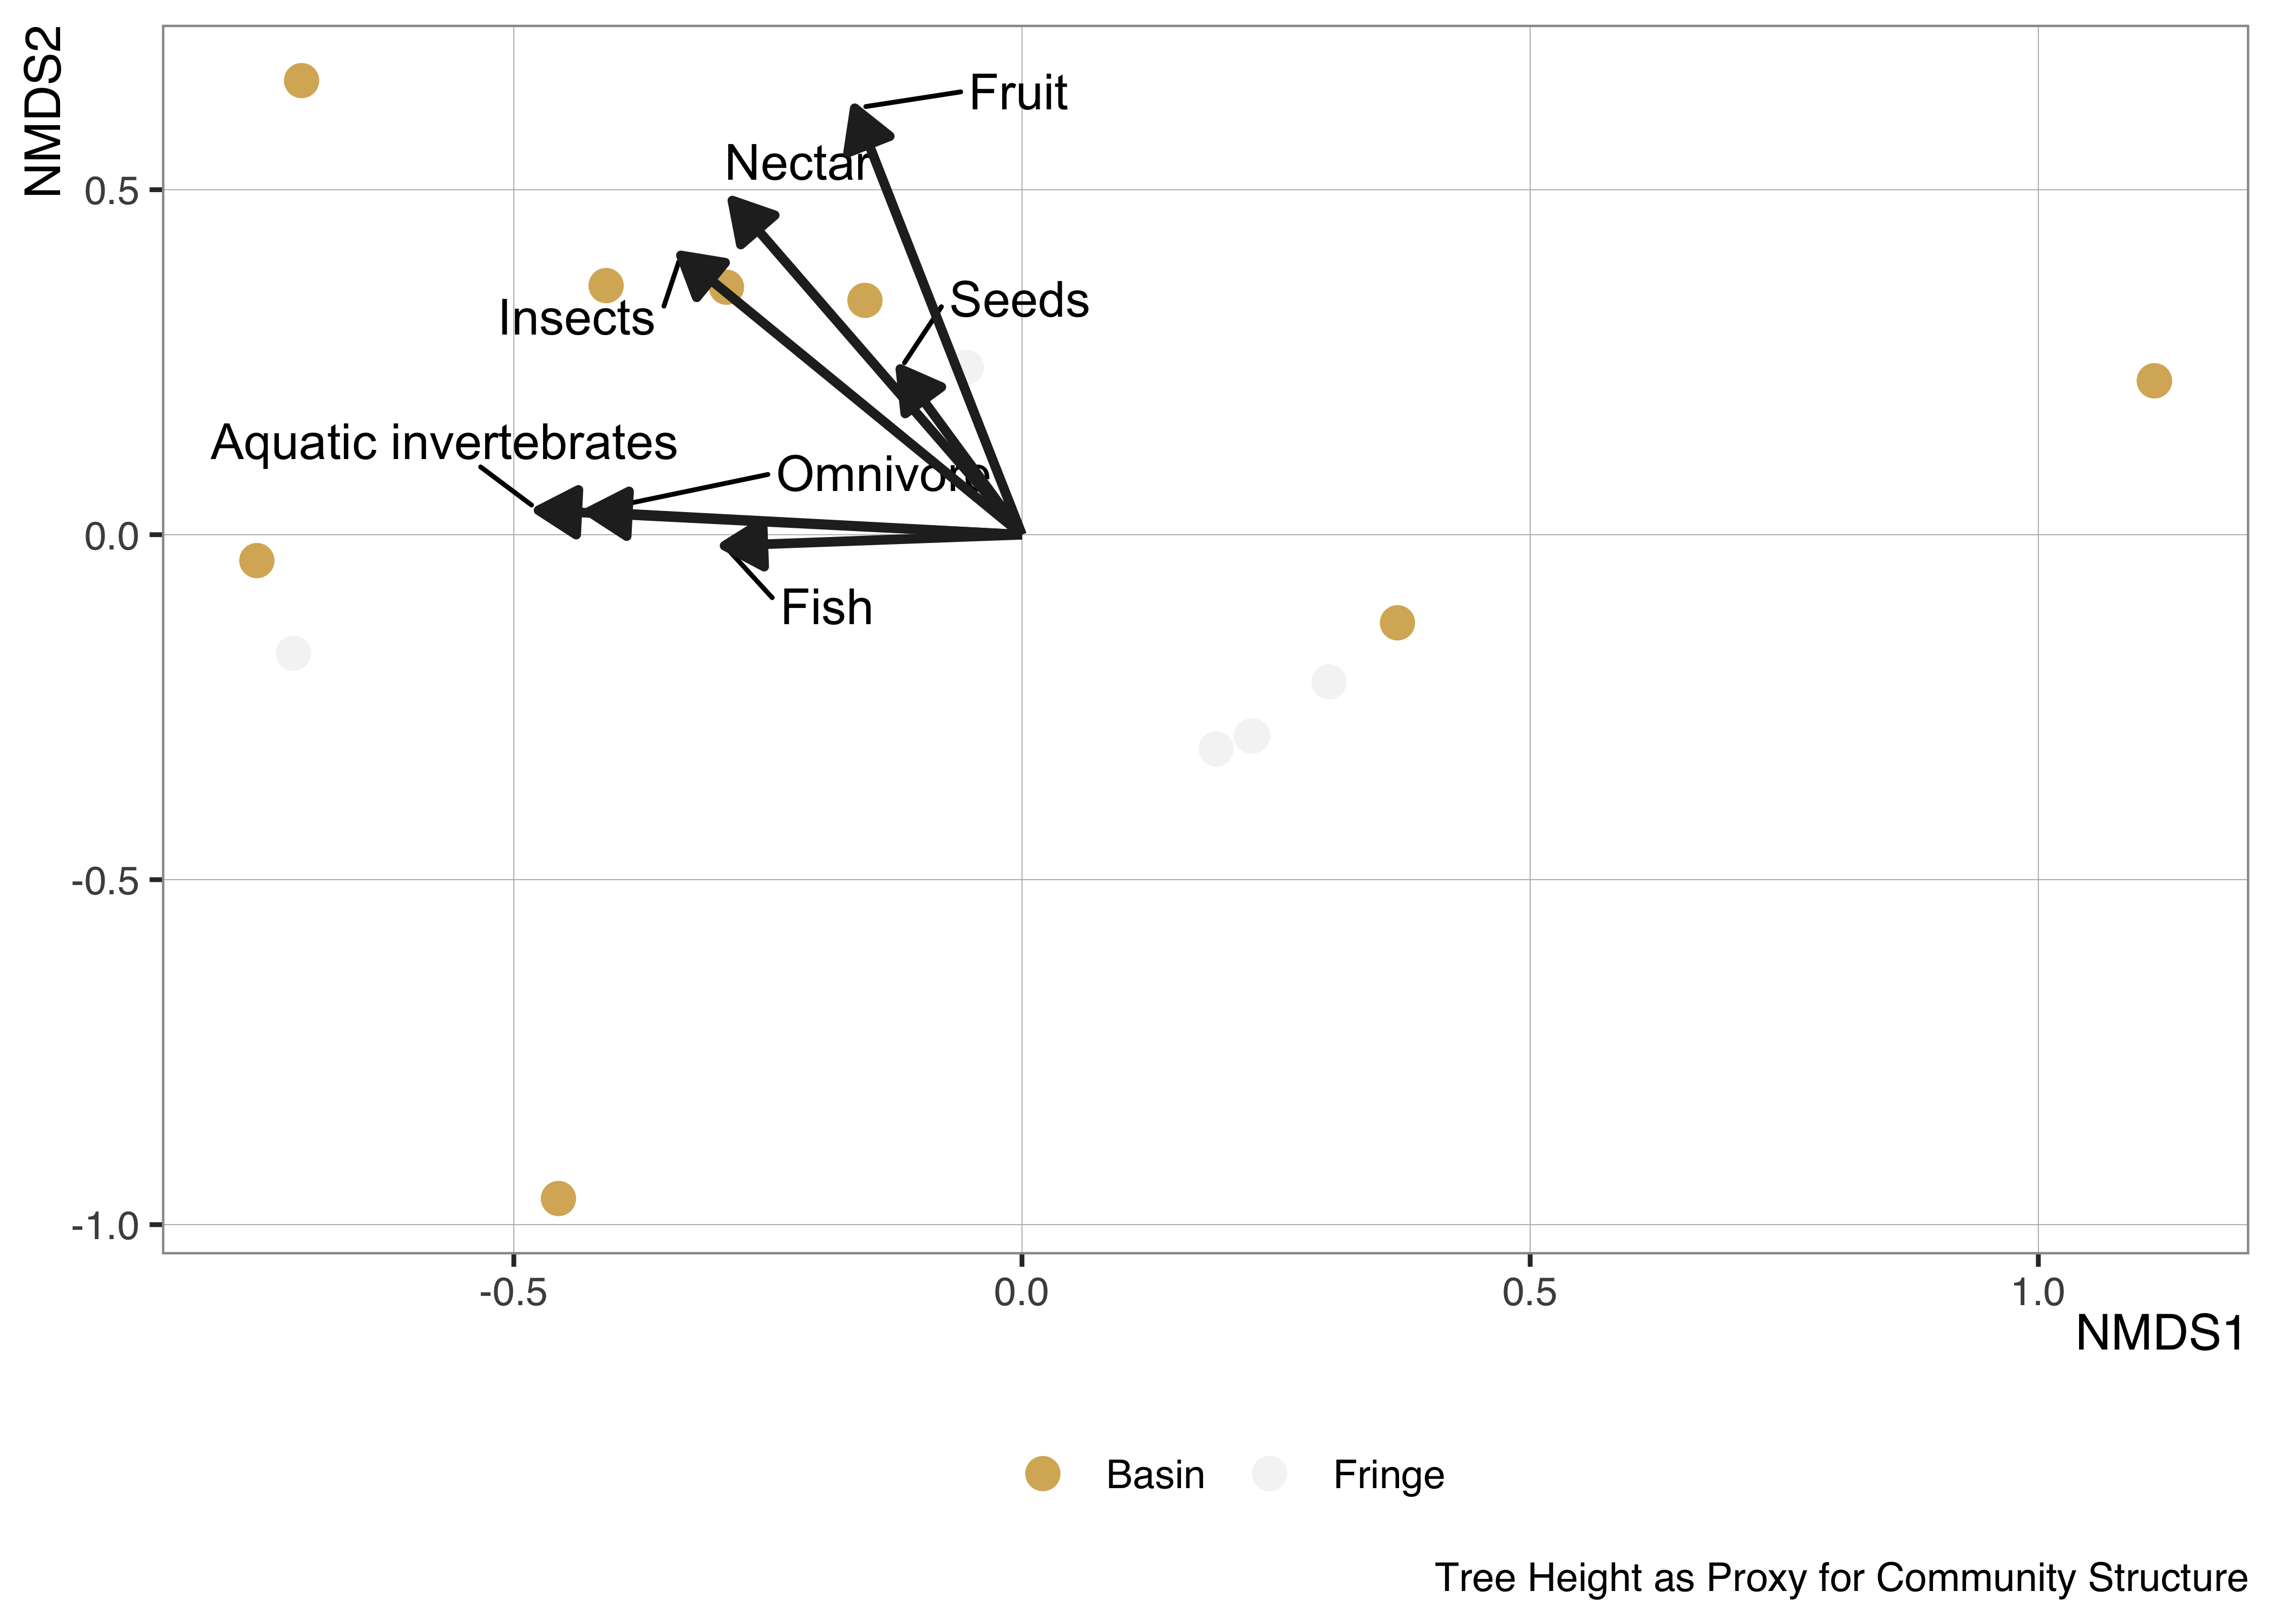 NMDS2
Fruit
Nectar
0.5
Seeds
Insects
Aquatic invertebrates
Omnivore
0.0
Fish
-0.5
-1.0
-0.5 0.0 0.5 1.0
NMDS1
Basin Fringe
Tree Height as Proxy for Community Structure